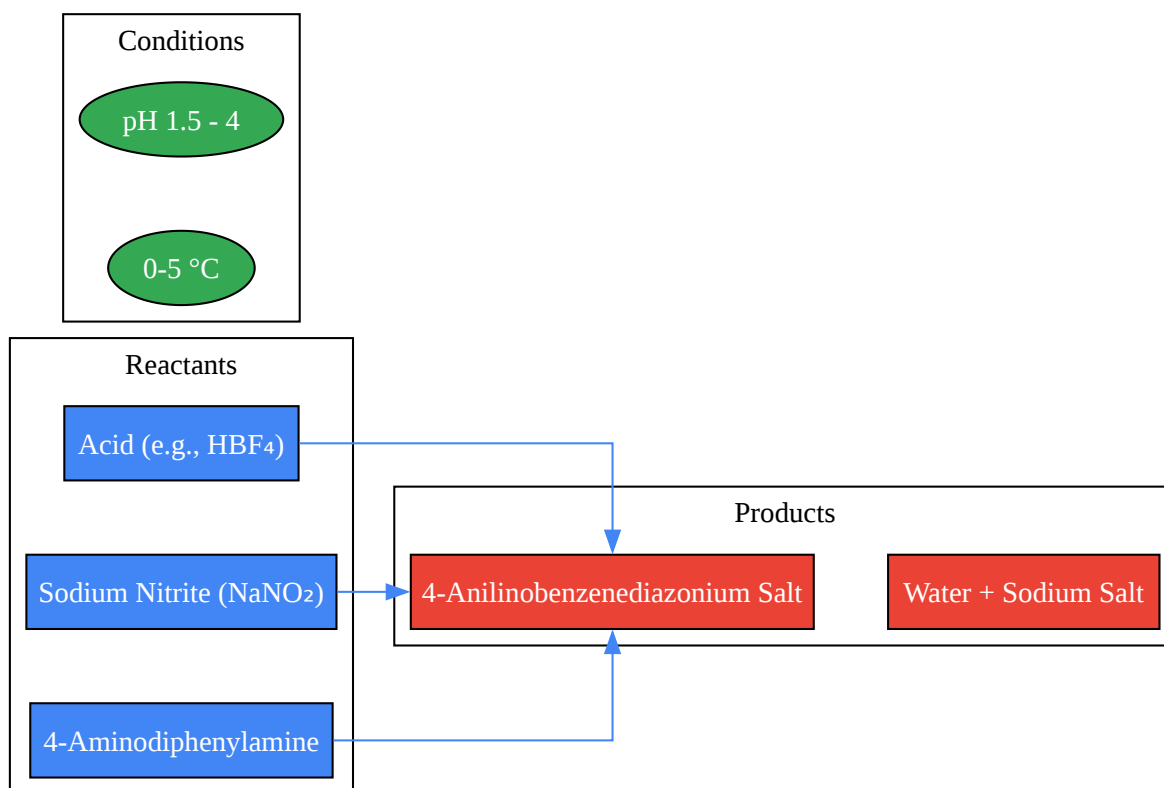 Conditions
pH 1.5 - 4
0-5 °C
Reactants
Acid (e.g., HBF₄)
Sodium Nitrite (NaNO₂)
4-Aminodiphenylamine
Products
4-Anilinobenzenediazonium Salt
Water + Sodium Salt